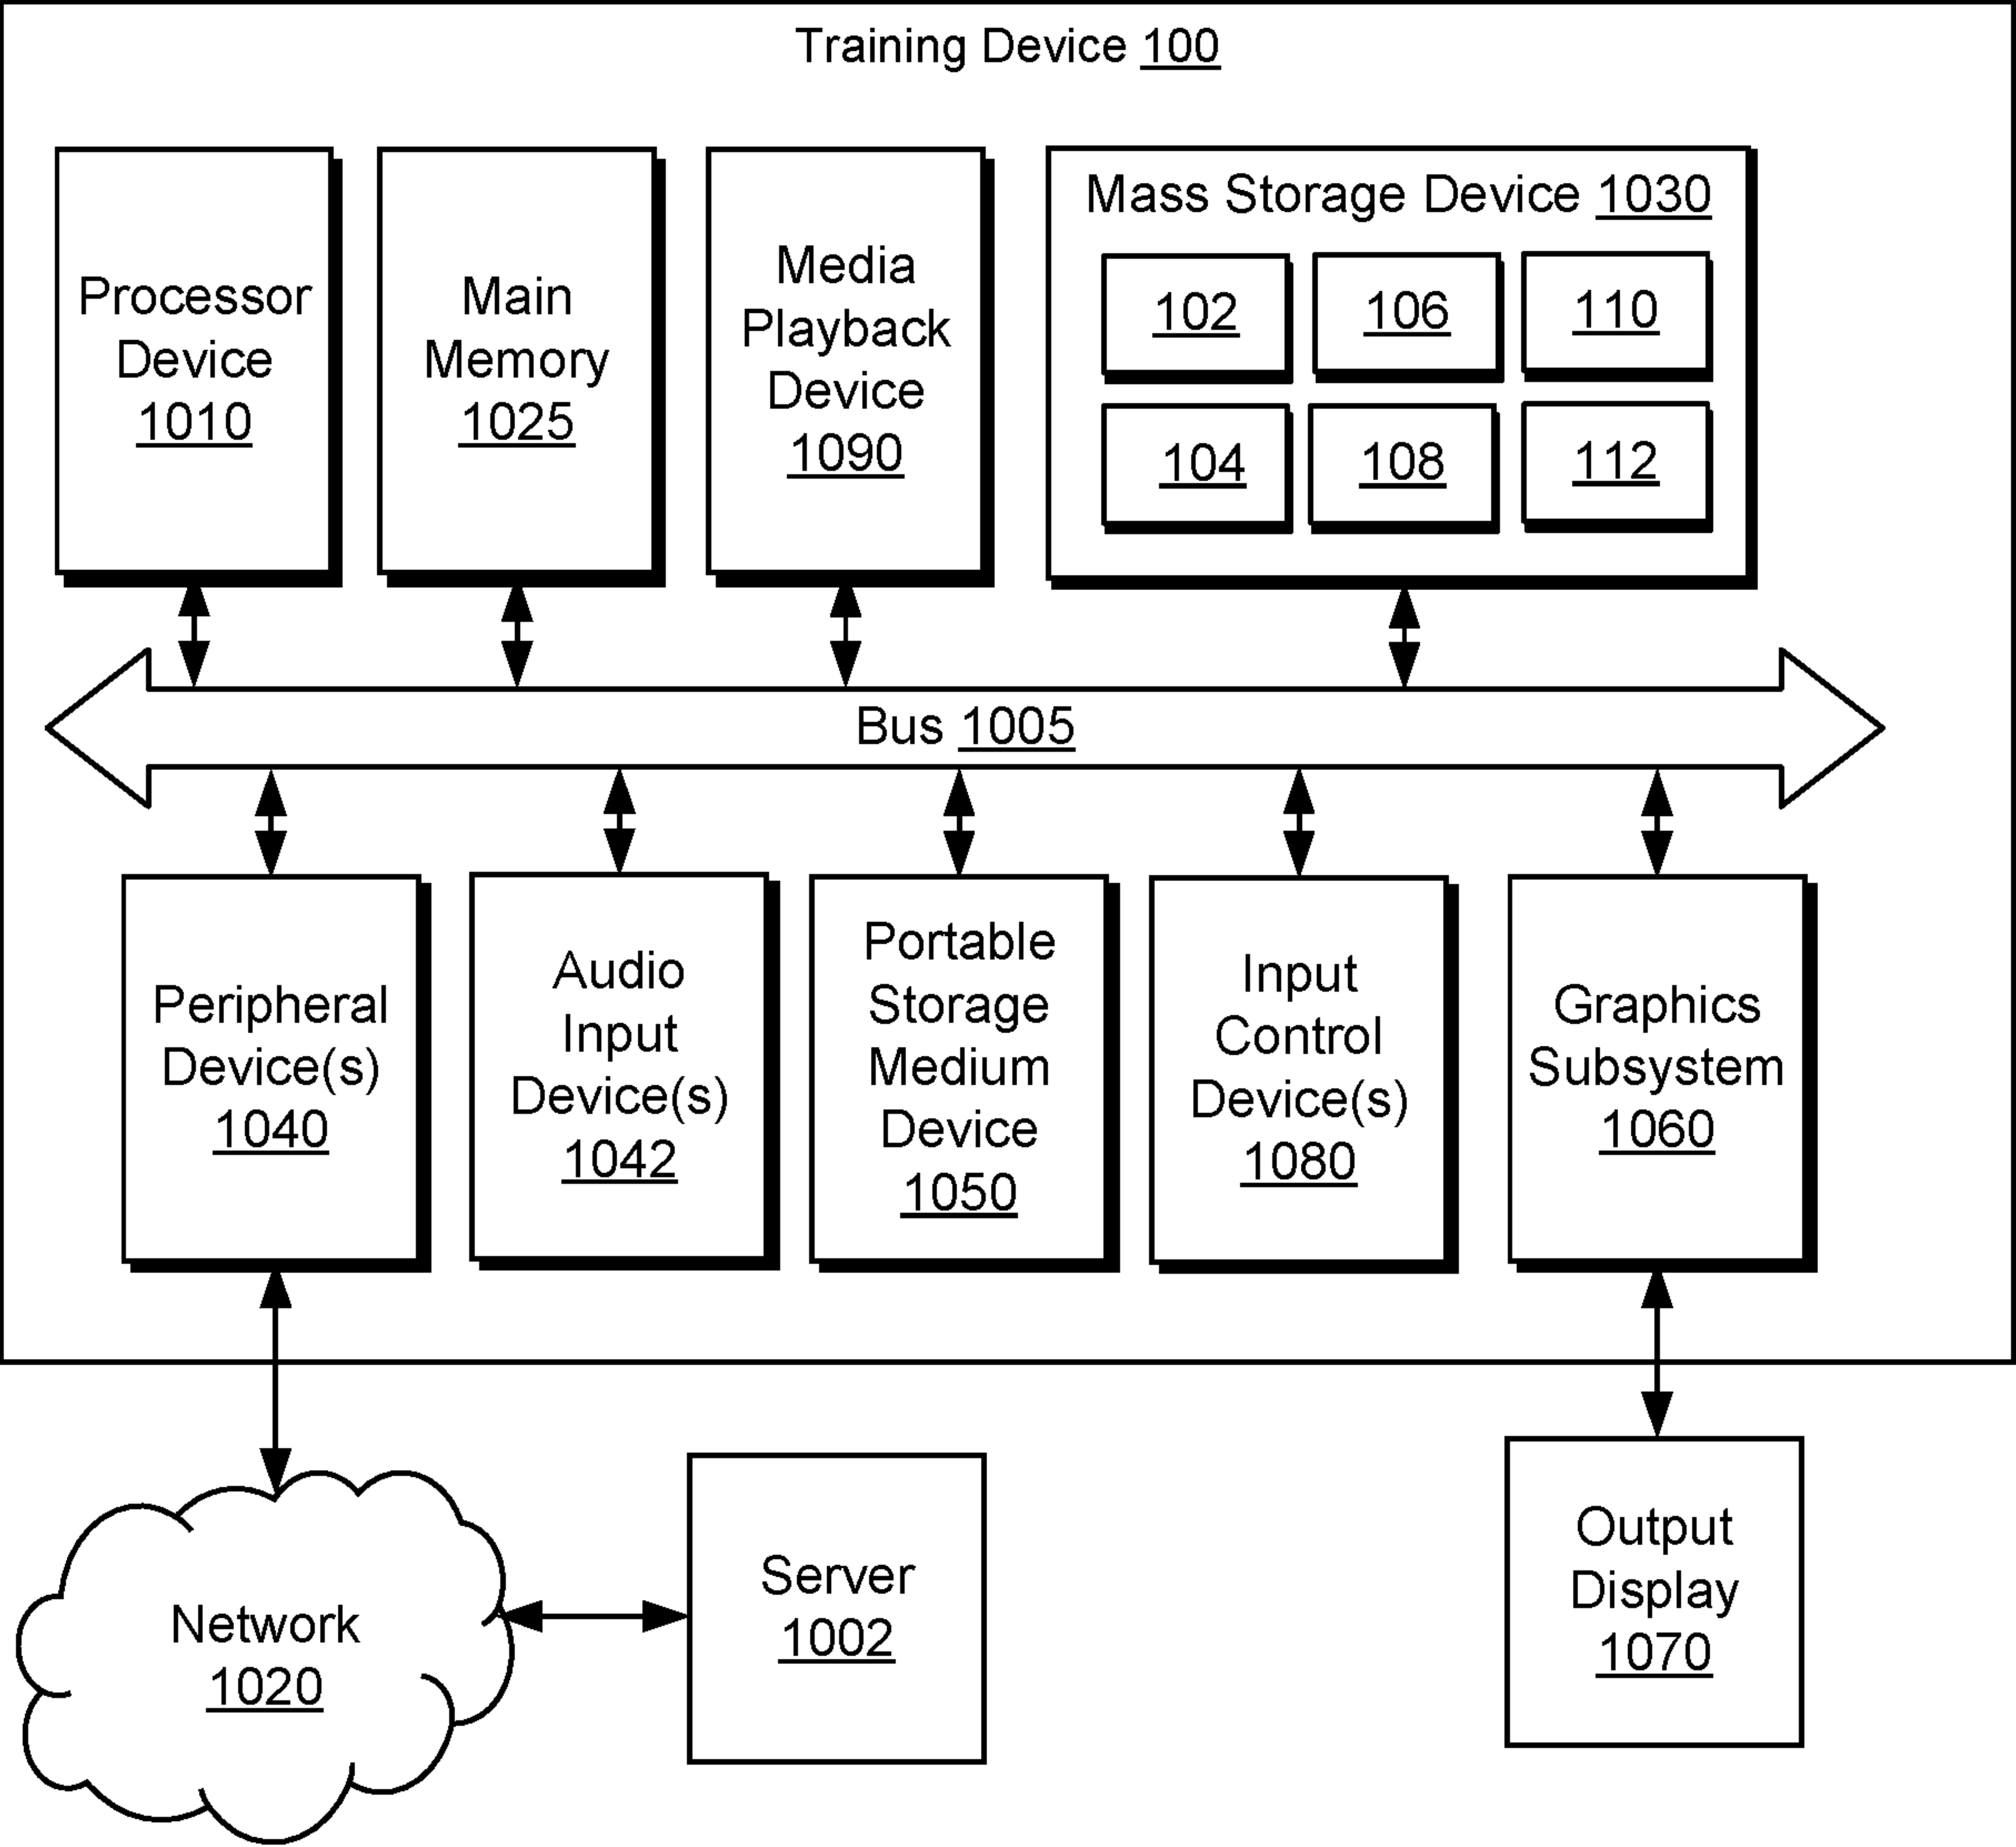 Training Device 100
Processor
Device
1010
Main
Memory
1025
Media
Playback
Device
1090
Mass Storage Device 1030
102
106
110
104
108
112
Bus 1005
Peripheral
Device(s)
1040
Audio
Input
Device(s)
1042
Portable
Storage
Medium
Device
1050
Input
Control
Device(s)
1080
Graphics
Subsystem
1060
Network
1020
Server
1002
Output
Display
1070